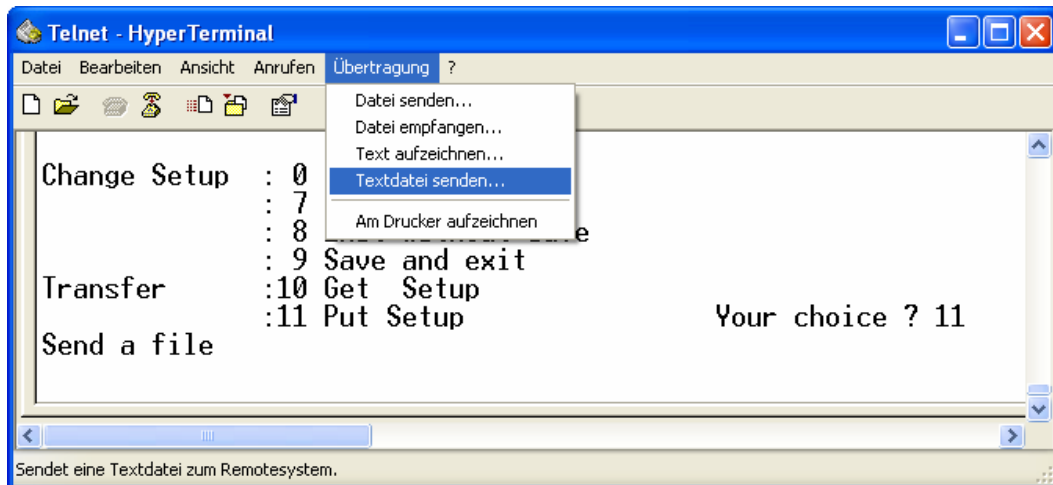 Telnet - HyperTerminal
Datei Bearbeiten Ansicht Anrufen Übertragung ?
Datei senden...
Datei empfangen...
Text aufzeichnen...
Textdatei senden...
Am Drucker aufzeichnen
Change Setup : 0
: 7
: 8
: 9 Save and exit
Transfer :10 Get Setup
:11 Put Setup Your choice ? 11
Send a file
Sendet eine Textdatei zum Remotesystem.